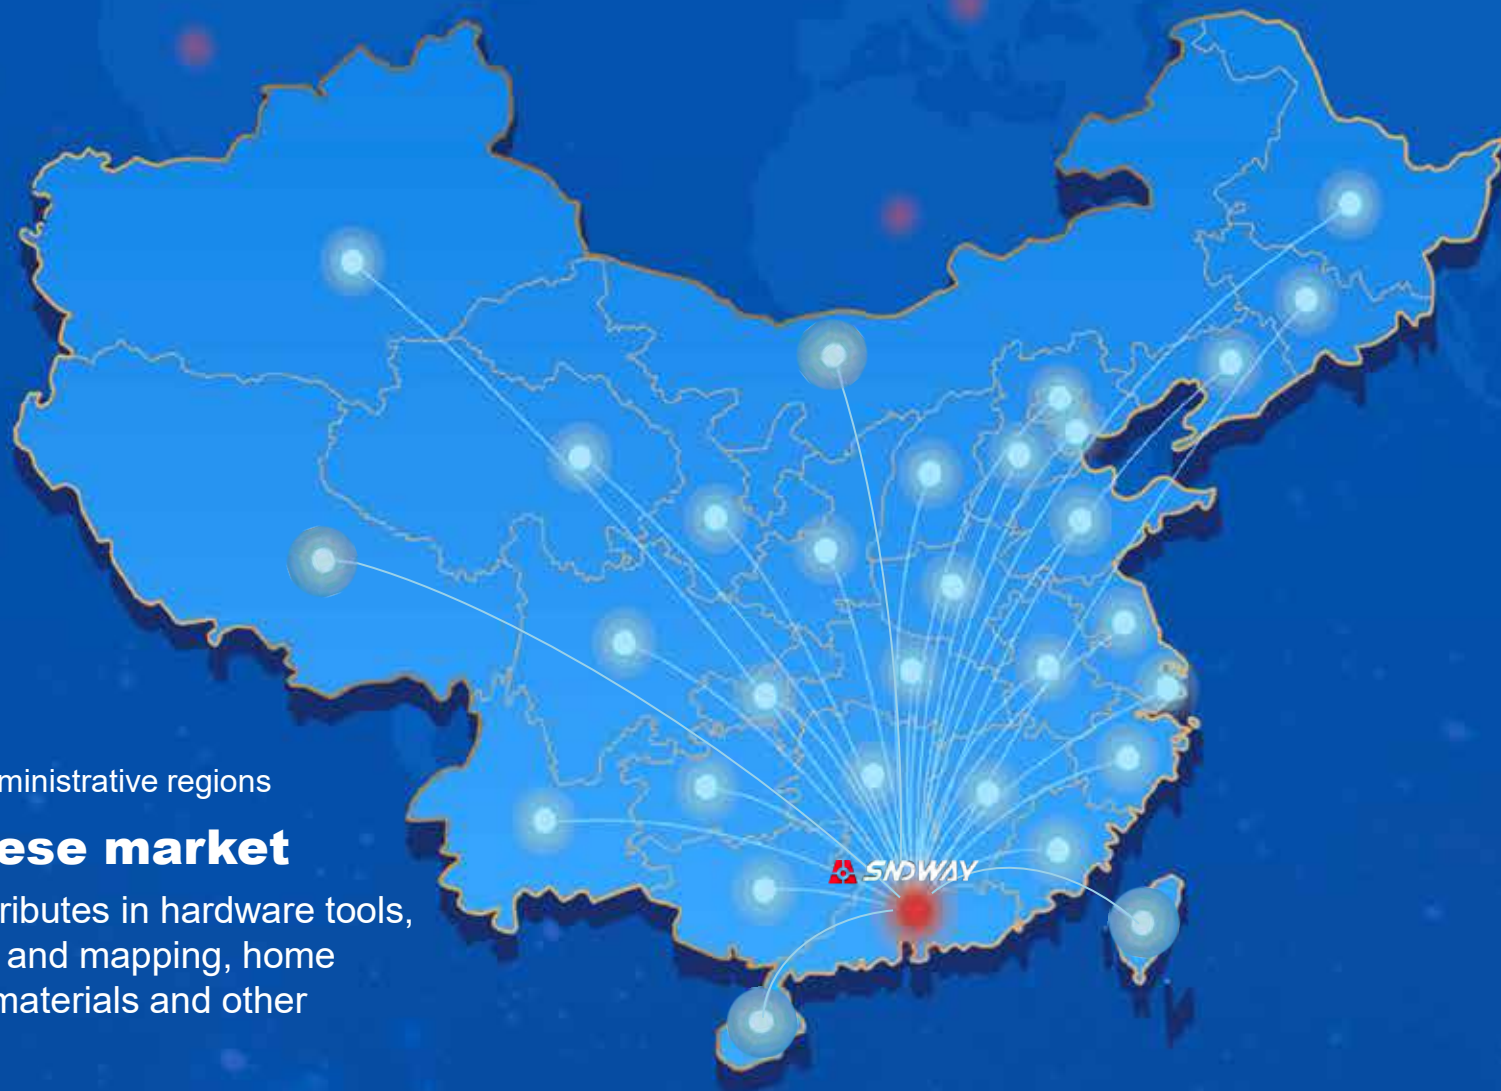 ministrative regions
ese market
ributes in hardware tools,
and mapping, home
materials and other
SNDWAY